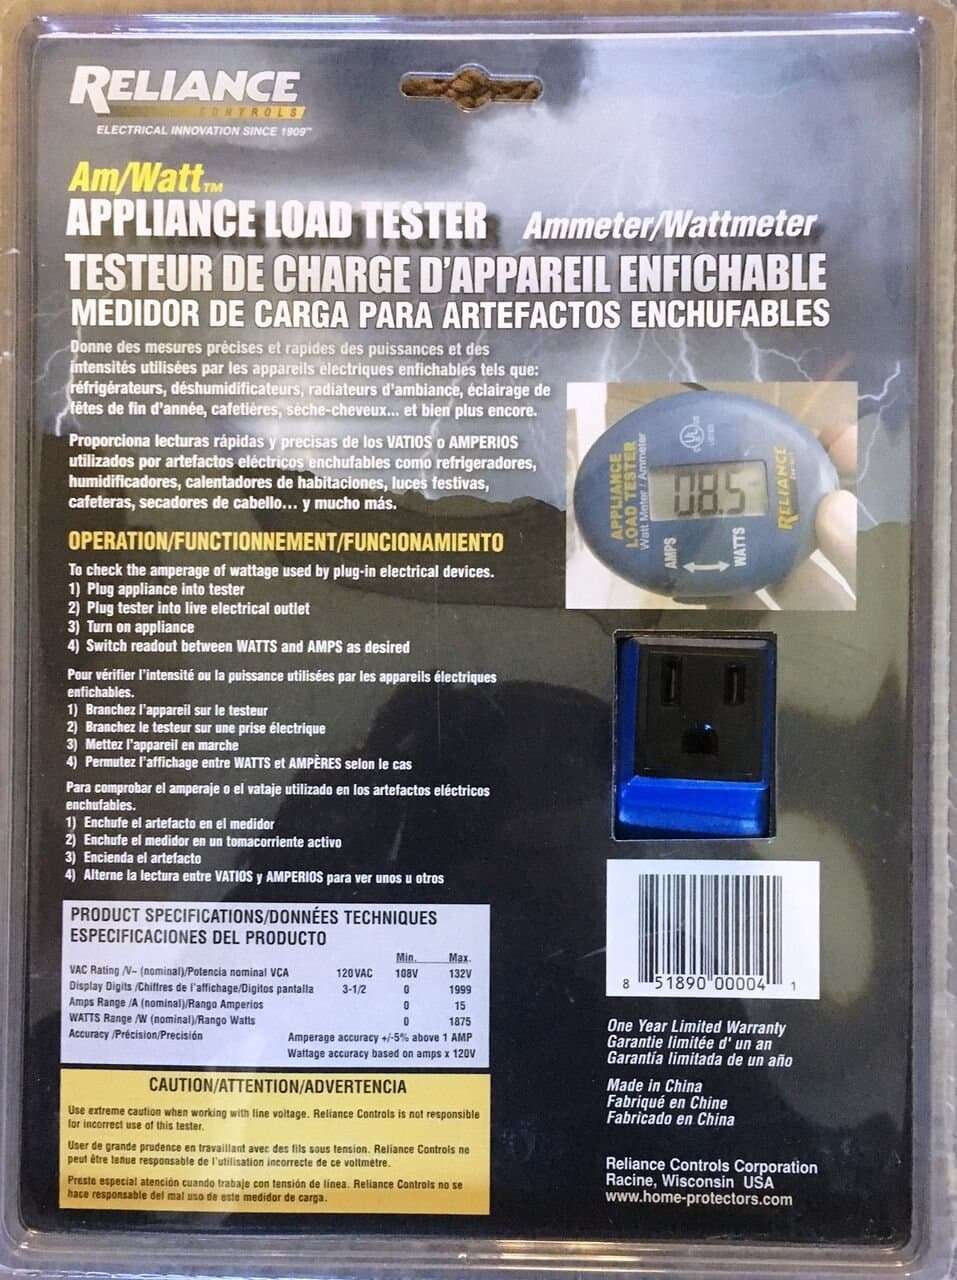 RELIANCE
CONTROLS
ELECTRICAL INNOVATION SINCE 1909™
Am/Watt™
APPLIANCE LOAD TESTER Ammeter/Wattmeter
TESTEUR DE CHARGE D'APPAREIL ENFICHABLE
MEDIDOR DE CARGA PARA ARTEFACTOS ENCHUFABLES
Donne des mesures précises et rapides des puissances et des
intensités utilisées par les appareils électriques enfichables tels que:
réfrigérateurs, déshumidificateurs, radiateurs d'ambiance, éclairage de
fêtes de fin d'année, cafetières, sèche-cheveux... et bien plus encore.
Proporciona lecturas rápidas y precisas de los VATIOS o AMPERIOS
utilizados por artefactos eléctricos enchufables como refrigeradores,
humidificadores, calentadores de habitaciones, luces festivas,
cafeteras, secadores de cabello... y mucho más.
APPLIANCE
LOAD TESTER
Watt Meter / Ammeter
UL
LISTED
08.5
RELIANCE
AMPS
WATTS
OPERATION/FUNCTIONNEMENT/FUNCIONAMIENTO
To check the amperage of wattage used by plug-in electrical devices.
1) Plug appliance into tester
2) Plug tester into live electrical outlet
3) Turn on appliance
4) Switch readout between WATTS and AMPS as desired
Pour vérifier l'intensité ou la puissance utilisées par les appareils électriques
enfichables.
1) Branchez l'appareil sur le testeur
2) Branchez le testeur sur une prise électrique
3) Mettez l'appareil en marche
4) Permutez l'affichage entre WATTS et AMPÈRES selon le cas
Para comprobar el amperaje o el vataje utilizado en los artefactos eléctricos
enchufables.
1) Enchufe el artefacto en el medidor
2) Enchufe el medidor en un tomacorriente activo
3) Encienda el artefacto
4) Alterne la lectura entre VATIOS y AMPERIOS para ver unos u otros
PRODUCT SPECIFICATIONS/DONNÉES TECHNIQUES
ESPECIFICACIONES DEL PRODUCTO
Min. Max.
VAC Rating /V~ (nominal)/Potencia nominal VCA 120VAC 108V 132V
Display Digits /Chiffres de l'affichage/Digitos pantalla 3-1/2 0 1999
Amps Range /A (nominal)/Rango Amperios 0 15
WATTS Range /W (nominal)/Rango Watts 0 1875
Accuracy /Précision/Precisión Amperage accuracy +/-5% above 1 AMP
Wattage accuracy based on amps x 120V
CAUTION/ATTENTION/ADVERTENCIA
Use extreme caution when working with line voltage. Reliance Controls is not responsible
for incorrect use of this tester.
User de grande prudence en travaillant avec des fils sous tension. Reliance Controls ne
peut être tenue responsable de l'utilisation incorrecte de ce voltmètre.
Preste especial atención cuando trabaje con tensión de línea. Reliance Controls no se
hace responsable del mal uso de este medidor de carga.
8 51890 00004 1
One Year Limited Warranty
Garantie limitée d' un an
Garantía limitada de un año
Made in China
Fabriqué en Chine
Fabricado en China
Reliance Controls Corporation
Racine, Wisconsin USA
www.home-protectors.com